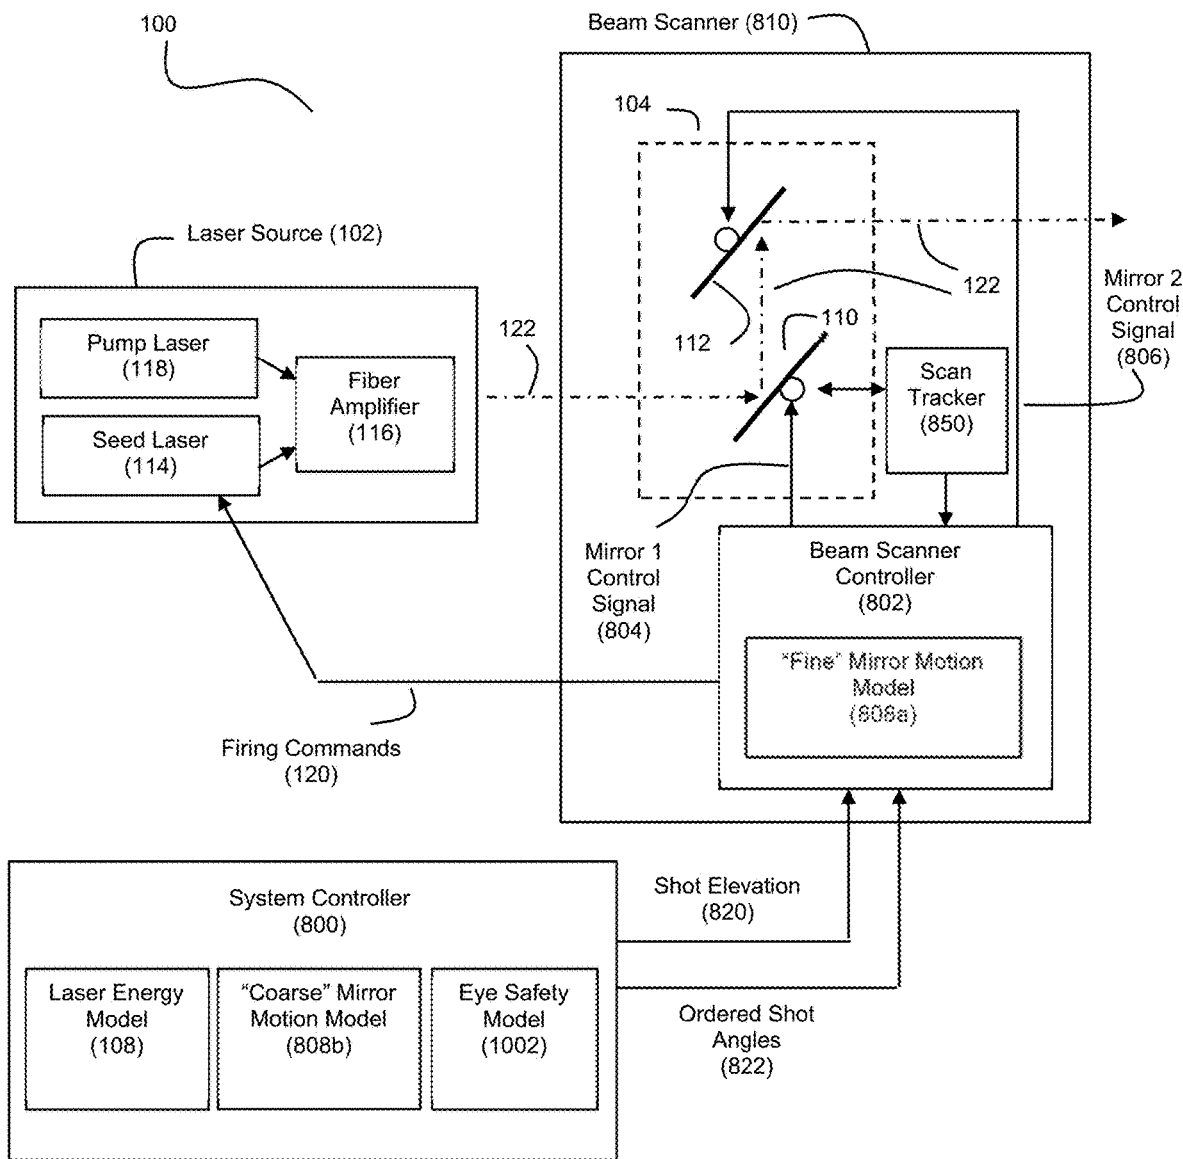 100
Beam Scanner (810)
104
Laser Source (102)
Pump Laser
(118)
Seed Laser
(114)
Fiber
Amplifier
(116)
122
112
110
122
Mirror 2
Control
Signal
(806)
Scan
Tracker
(850)
Mirror 1
Control
Signal
(804)
Beam Scanner
Controller
(802)
"Fine" Mirror Motion
Model
(808a)
Firing Commands
(120)
System Controller
(800)
Laser Energy
Model
(108)
"Coarse" Mirror
Motion Model
(808b)
Eye Safety
Model
(1002)
Shot Elevation
(820)
Ordered Shot
Angles
(822)